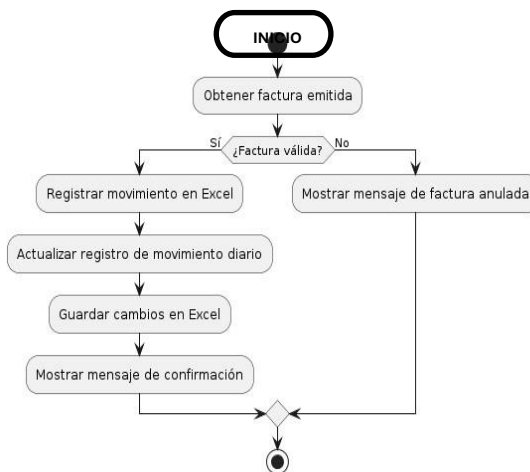 INICIO
Obtener factura emitida
¿Factura válida?
Sí
No
Registrar movimiento en Excel
Mostrar mensaje de factura anulada
Actualizar registro de movimiento diario
Guardar cambios en Excel
Mostrar mensaje de confirmación